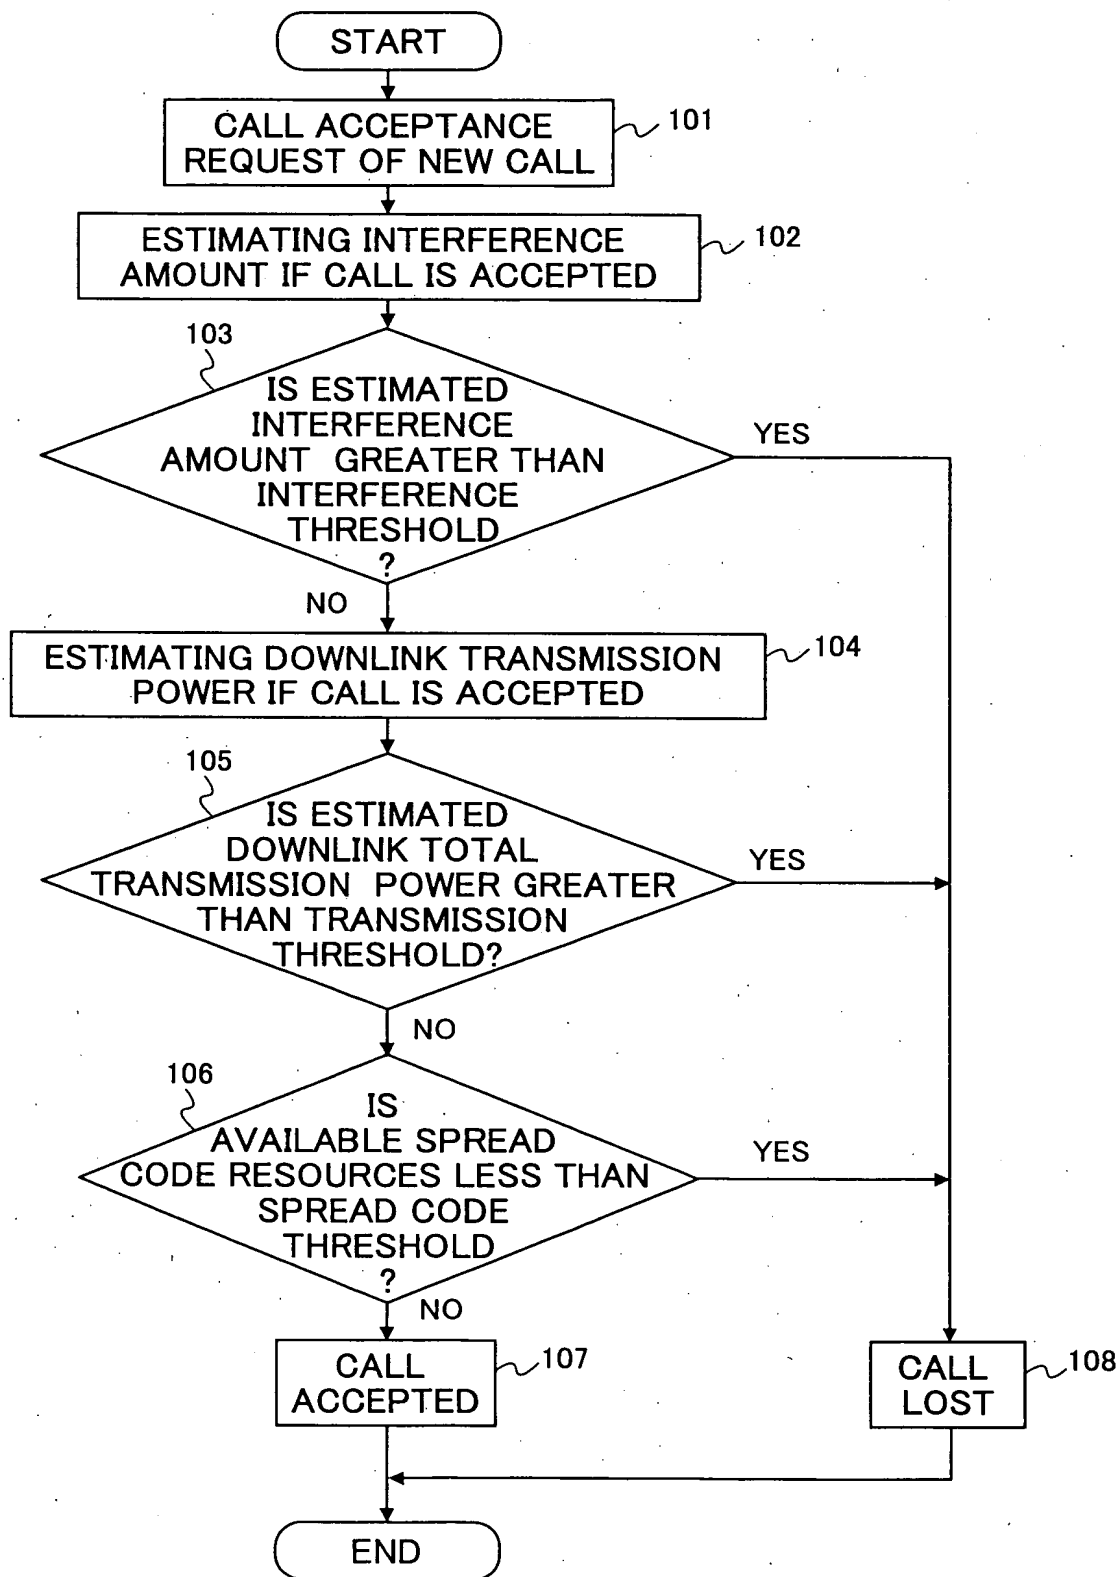 START
CALL ACCEPTANCE
REQUEST OF NEW CALL
101
ESTIMATING INTERFERENCE
AMOUNT IF CALL IS ACCEPTED
102
103
IS ESTIMATED
INTERFERENCE
AMOUNT GREATER THAN
INTERFERENCE
THRESHOLD
?
YES
NO
ESTIMATING DOWNLINK TRANSMISSION
POWER IF CALL IS ACCEPTED
104
105
IS ESTIMATED
DOWNLINK TOTAL
TRANSMISSION POWER GREATER
THAN TRANSMISSION
THRESHOLD?
YES
NO
106
IS
AVAILABLE SPREAD
CODE RESOURCES LESS THAN
SPREAD CODE
THRESHOLD
?
YES
NO
CALL
ACCEPTED
107
CALL
LOST
108
END